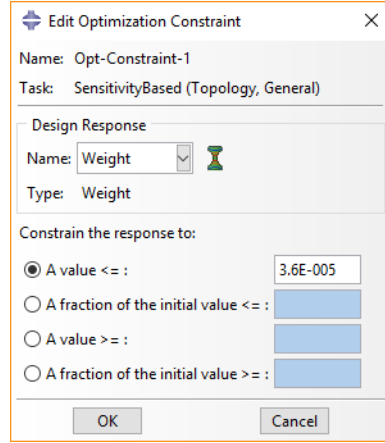 Edit Optimization Constraint
Name: Opt-Constraint-1
Task: SensitivityBased (Topology, General)
Design Response
Name: Weight
Type: Weight
Constrain the response to:
A value <= : 3.6E-005
A fraction of the initial value <= :
A value >= :
A fraction of the initial value >= :
OK Cancel